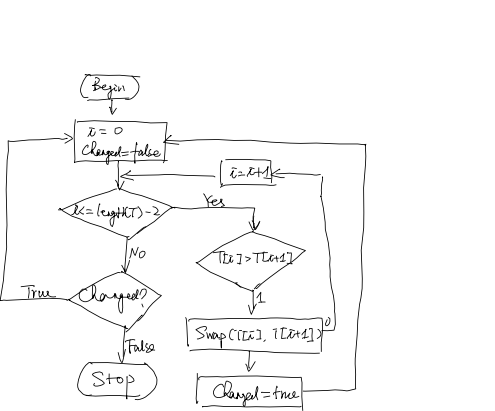 Begin
i = 0
Changed=false
i=i+1
i<=length(T)-2
Yes
No
T[i]>T[i+1]
1
Changed?
True
False
Swap(T[i], T[i+1])
0
Stop
Changed=true